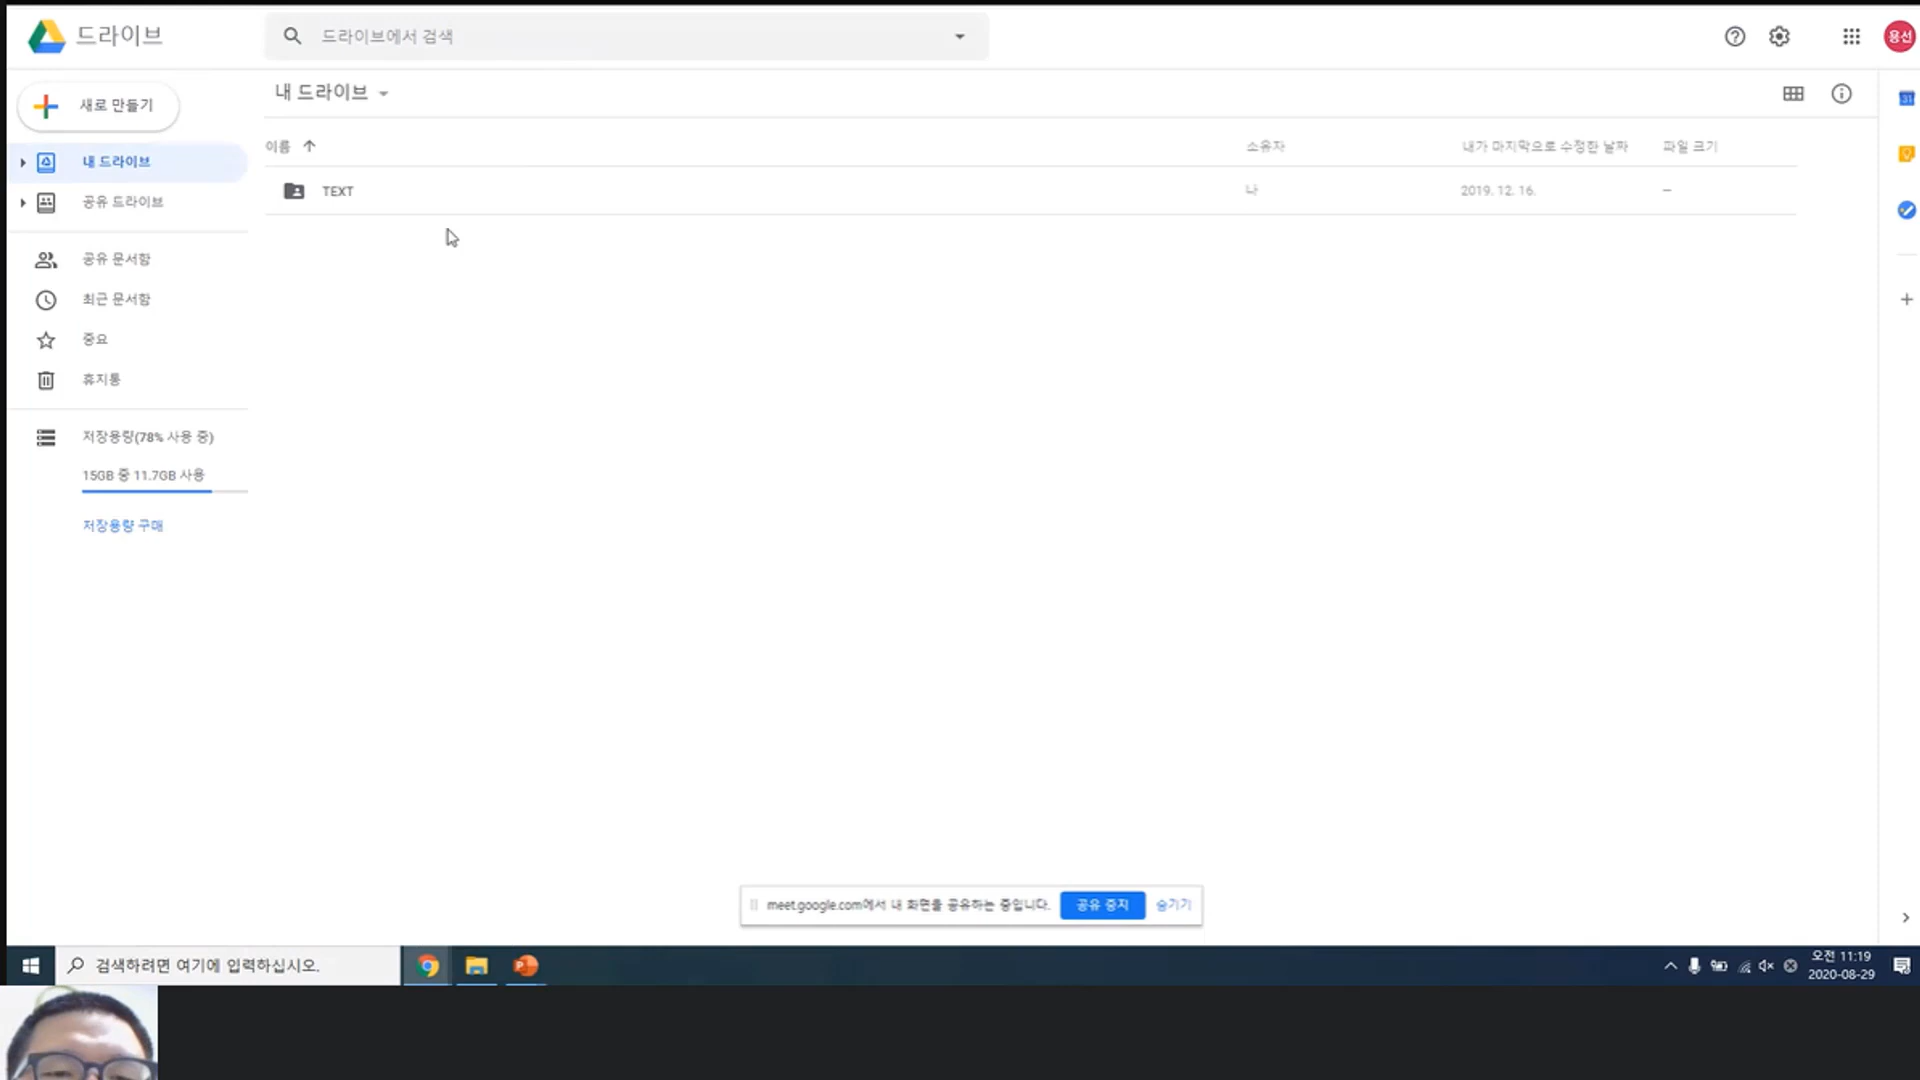 드라이브
드라이브에서 검색
용선
새로 만들기
내 드라이브
내 드라이브
공유 드라이브
공유 문서함
최근 문서함
중요
휴지통
저장용량(78% 사용 중)
15GB 중 11.7GB 사용
저장용량 구매
이름
소유자
내가 마지막으로 수정한 날짜
파일 크기
TEXT
나
2019. 12. 16.
–
31
meet.google.com에서 내 화면을 공유하는 중입니다.
공유 중지
숨기기
검색하려면 여기에 입력하십시오.
오전 11:19
2020-08-29